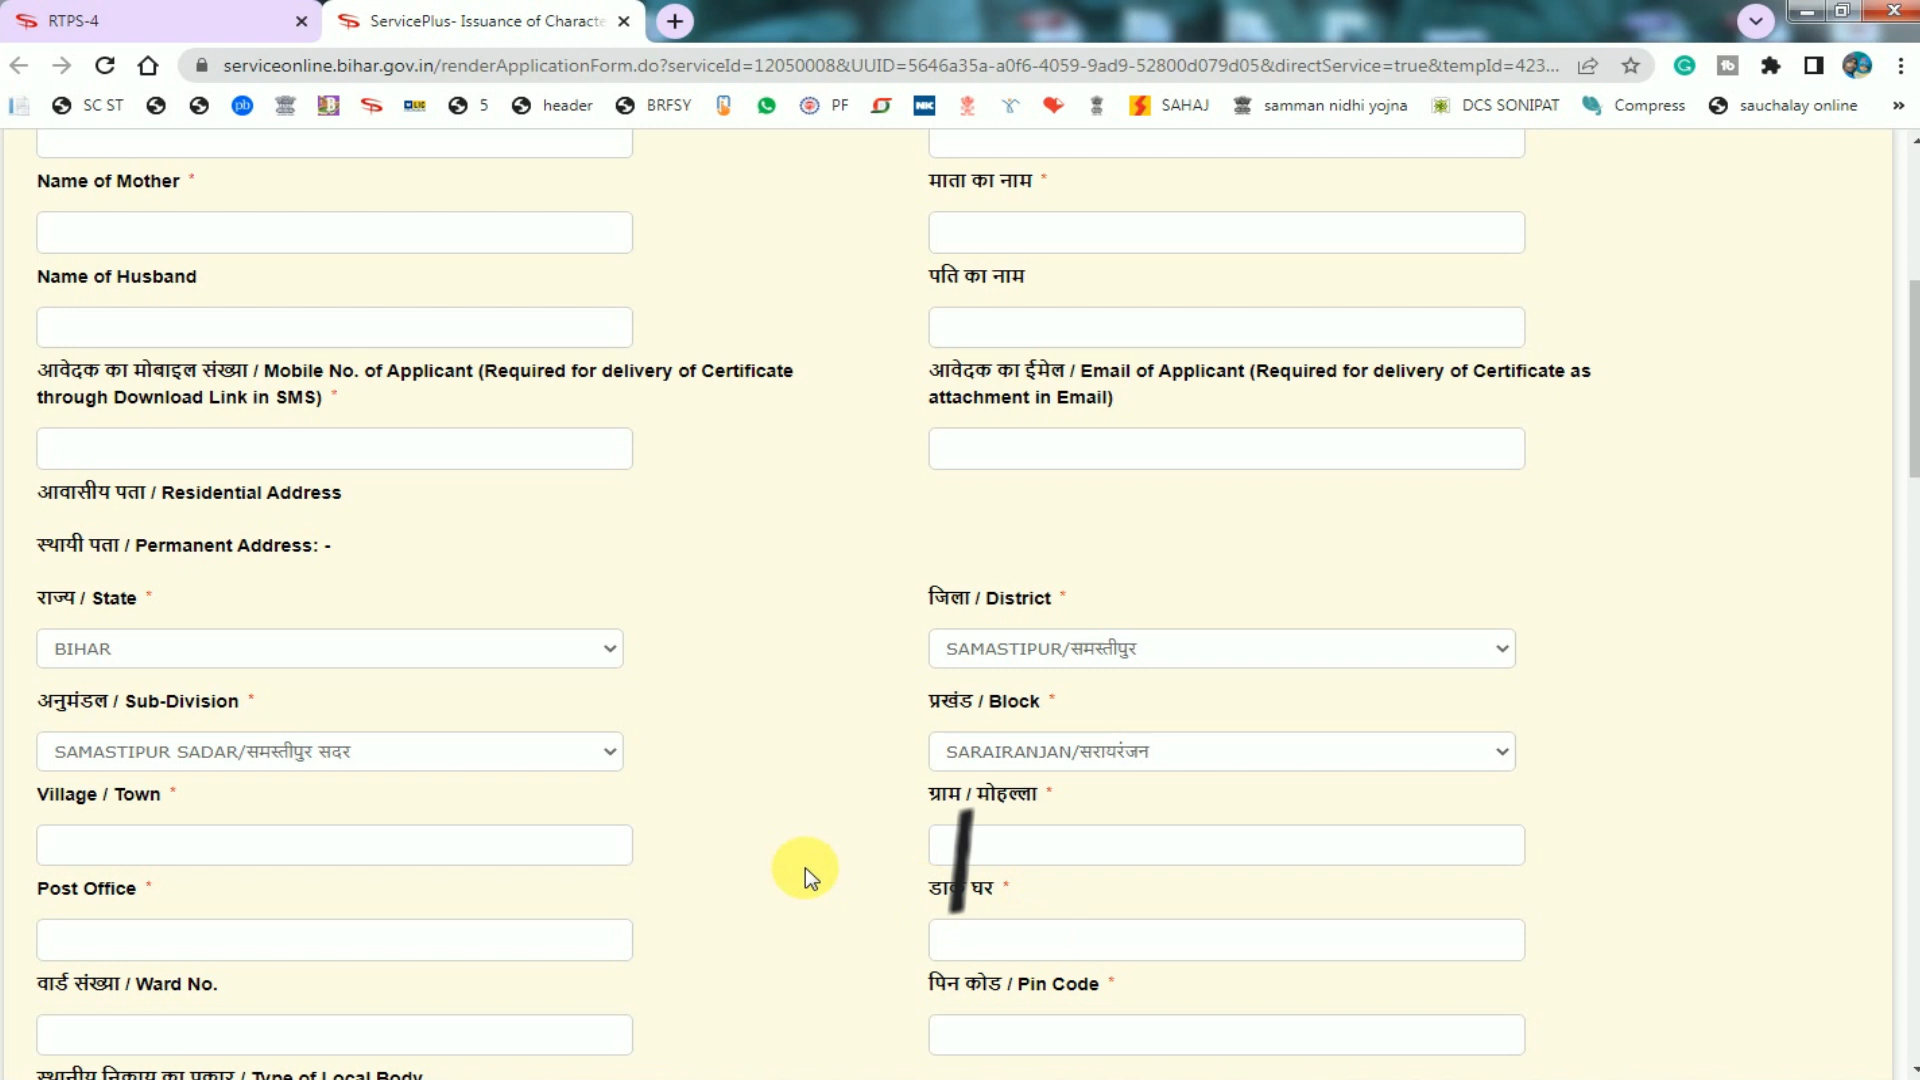 RTPS-4
ServicePlus- Issuance of Characte
serviceonline.bihar.gov.in/renderApplicationForm.do?serviceId=12050008&UUID=5646a35a-a0f6-4059-9ad9-52800d079d05&directService=true&tempId=423...
SC ST 5 header BRFSY PF NK SAHAJ samman nidhi yojna DCS SONIPAT Compress sauchalay online »
Name of Mother * माता का नाम *
Name of Husband पति का नाम
आवेदक का मोबाइल संख्या / Mobile No. of Applicant (Required for delivery of Certificate
through Download Link in SMS) *
आवेदक का ईमेल / Email of Applicant (Required for delivery of Certificate as
attachment in Email)
आवासीय पता / Residential Address
स्थायी पता / Permanent Address: -
राज्य / State * जिला / District *
BIHAR SAMASTIPUR/समस्तीपुर
अनुमंडल / Sub-Division * प्रखंड / Block *
SAMASTIPUR SADAR/समस्तीपुर सदर SARAIRANJAN/सरायरंजन
Village / Town * ग्राम / मोहल्ला *
Post Office * डाक घर *
वार्ड संख्या / Ward No. पिन कोड / Pin Code *
स्थानीय निकाय का प्रकार / Type of Local Body